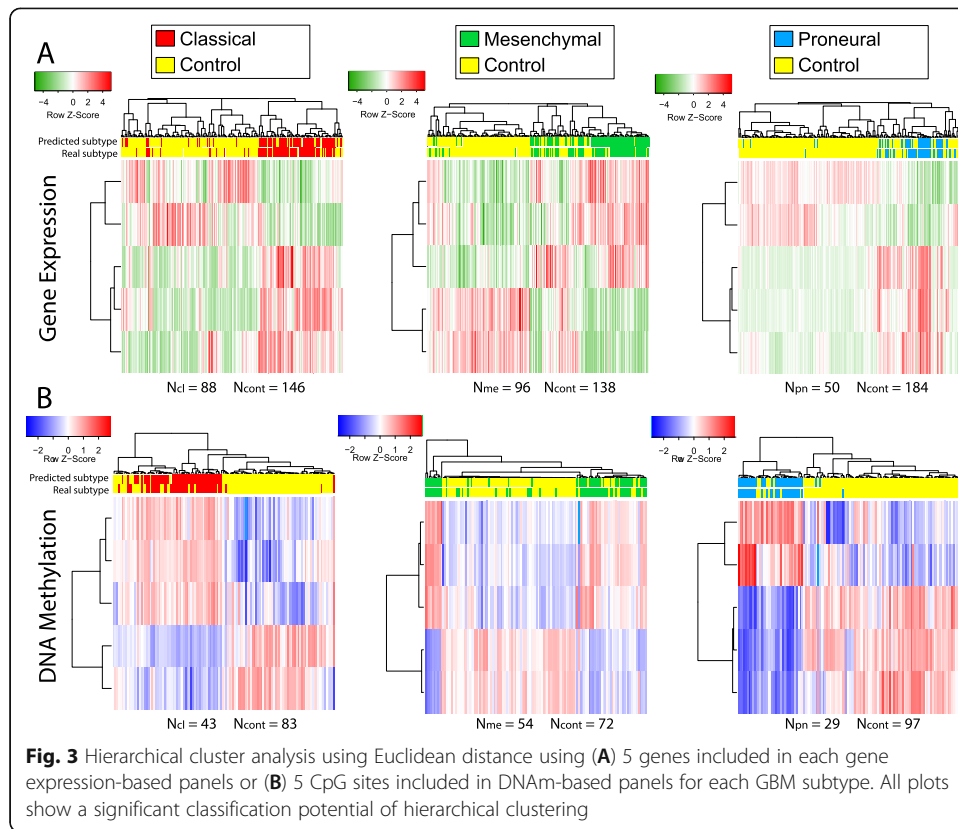 A
Classical
Control
Mesenchymal
Control
Proneural
Control
−4 −2 0 2 4
Row Z-Score
−4 −2 0 2 4
Row Z-Score
−4 −2 0 2 4
Row Z-Score
Predicted subtype
Real subtype
Gene Expression
Ncl = 88 Ncont = 146
Nme = 96 Ncont = 138
Npn = 50 Ncont = 184
B
−2 0 1 2
Row Z-Score
−2 0 1 2
Row Z-Score
−2 0 1 2
Row Z-Score
Predicted subtype
Real subtype
DNA Methylation
Ncl = 43 Ncont = 83
Nme = 54 Ncont = 72
Npn = 29 Ncont = 97
Fig. 3 Hierarchical cluster analysis using Euclidean distance using (A) 5 genes included in each gene
expression-based panels or (B) 5 CpG sites included in DNAm-based panels for each GBM subtype. All plots
show a significant classification potential of hierarchical clustering